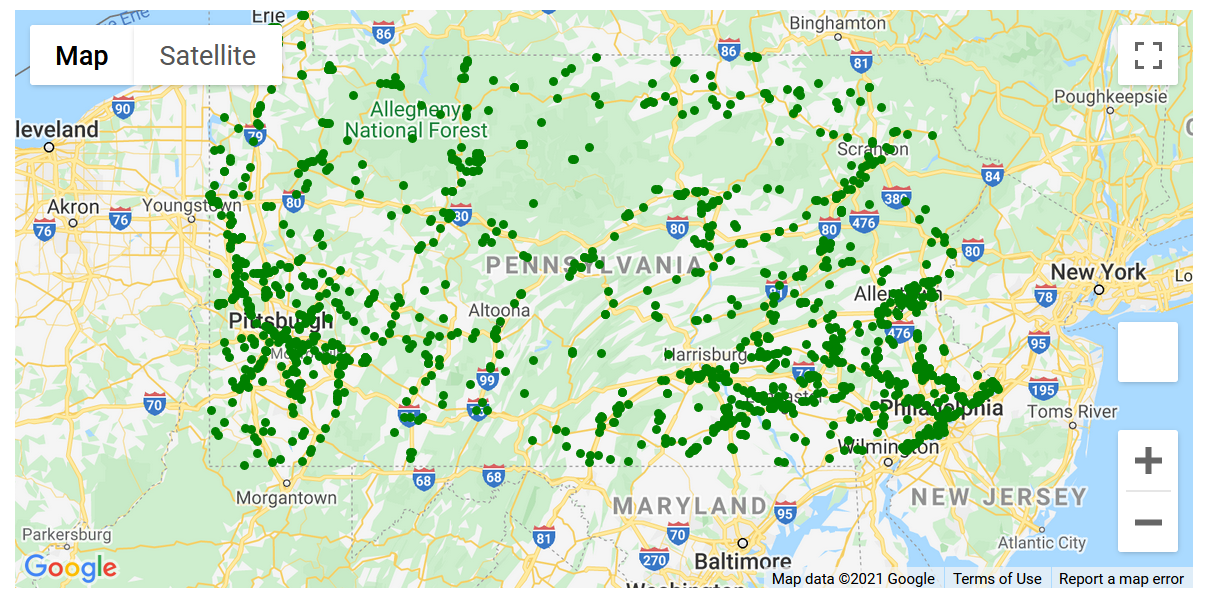 Erie
Lake Erie
86
Binghamton
86
81
Map
Satellite
90
Allegheny
National Forest
Poughkeepsie
leveland
79
Scranton
84
Akron
76
76
Youngstown
80
80
380
476
80
80
80
PENNSYLVANIA
New York
Lo
78
Allentown
Altoona
Pittsburgh
476
95
Harrisburg
76
99
195
70
Lancaster
Philadelphia
Toms River
Wilmington
68
68
Morgantown
MARYLAND
95
NEW JERSEY
Parkersburg
81
70
270
Atlantic City
Baltimore
Google
Washington
Map data ©2021 Google
Terms of Use
Report a map error